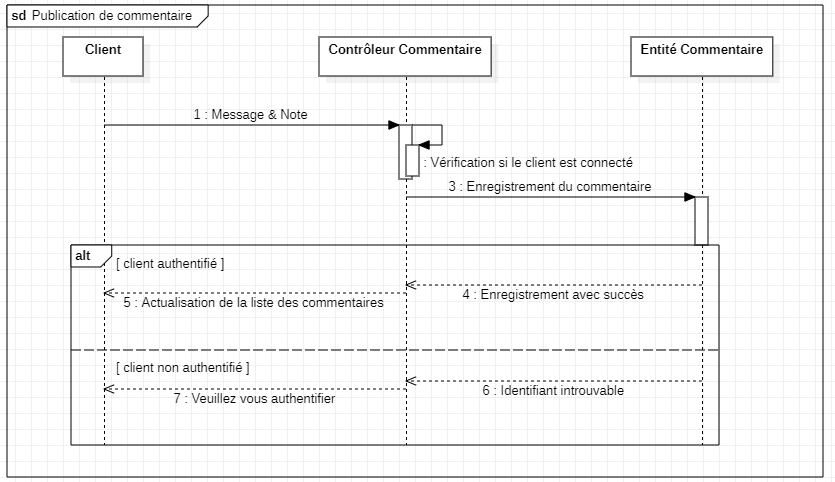 sd Publication de commentaire
Client
Contrôleur Commentaire
Entité Commentaire
1 : Message & Note
: Vérification si le client est connecté
3 : Enregistrement du commentaire
alt
[ client authentifié ]
4 : Enregistrement avec succès
5 : Actualisation de la liste des commentaires
[ client non authentifié ]
6 : Identifiant introuvable
7 : Veuillez vous authentifier